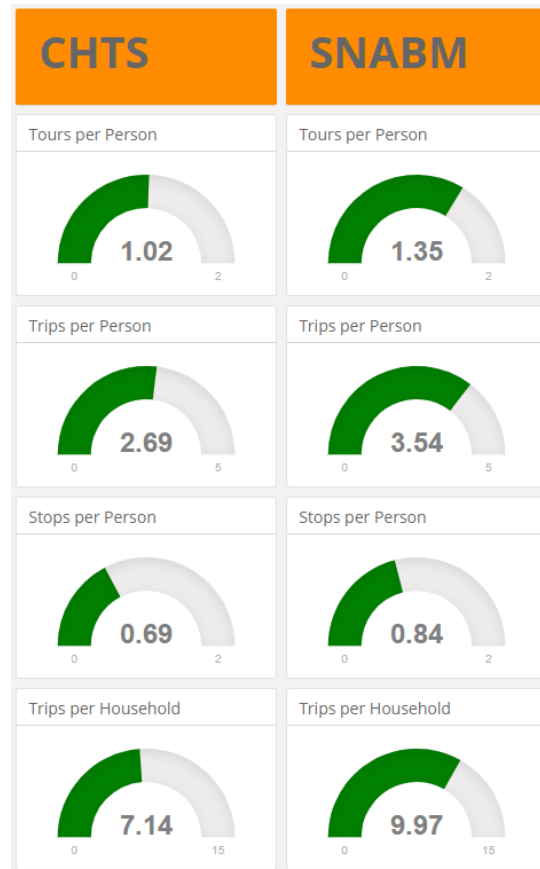 CHTS SNABM
Tours per Person Tours per Person
1.02 1.35
0 2 0 2
Trips per Person Trips per Person
2.69 3.54
0 5 0 5
Stops per Person Stops per Person
0.69 0.84
0 2 0 2
Trips per Household Trips per Household
7.14 9.97
0 15 0 15